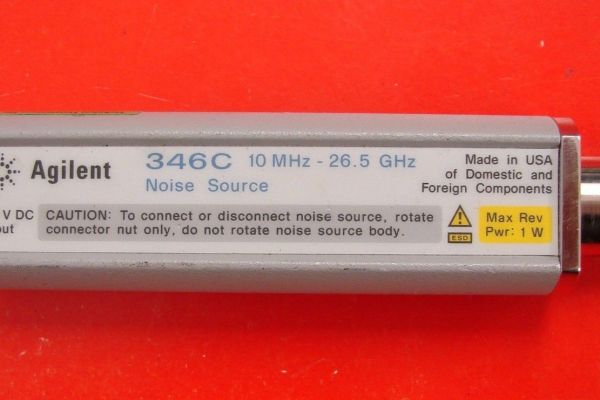 Agilent
346C 10 MHz - 26.5 GHz
Noise Source
Made in USA
of Domestic and
Foreign Components
V DC
CAUTION: To connect or disconnect noise source, rotate
connector nut only, do not rotate noise source body.
ESD
Max Rev
Pwr: 1 W